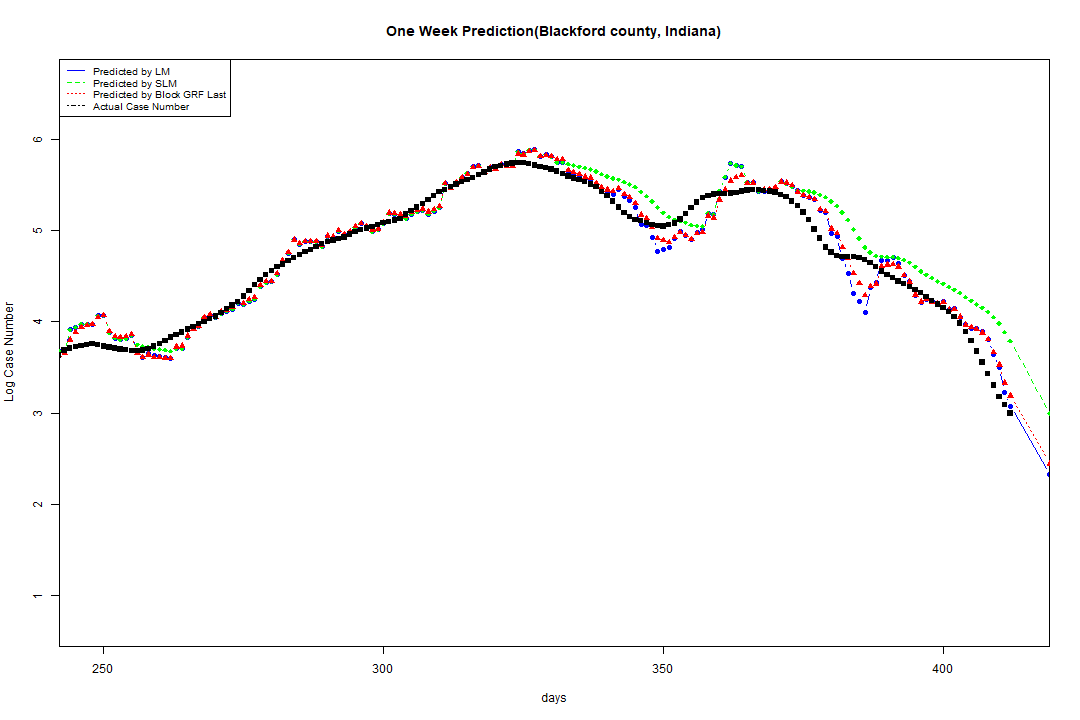 One Week Prediction(Blackford county, Indiana)
Predicted by LM
Predicted by SLM
Predicted by Block GRF Last
Actual Case Number
6
5
4
3
2
1
Log Case Number
250 300 350 400
days